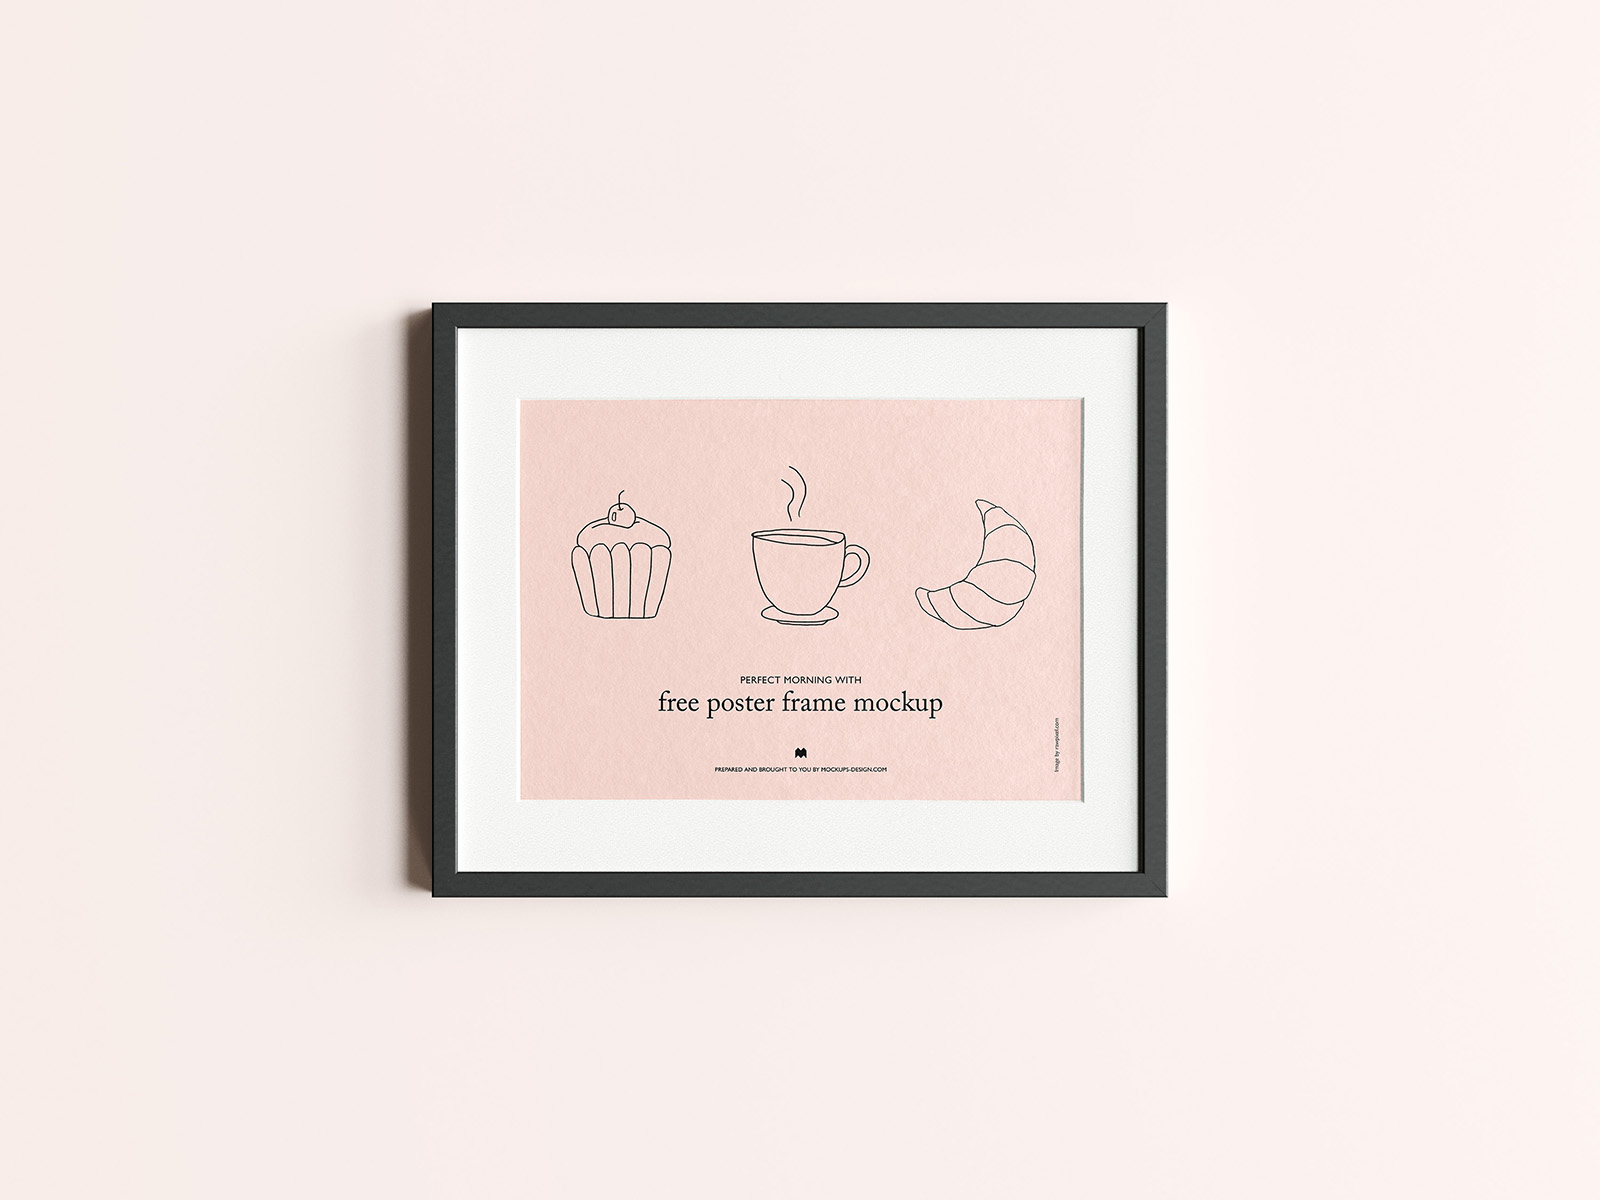 PERFECT MORNING WITH
free poster frame mockup
PREPARED AND BROUGHT TO YOU BY MOCKUPS-DESIGN.COM
Image by rawpixel.com